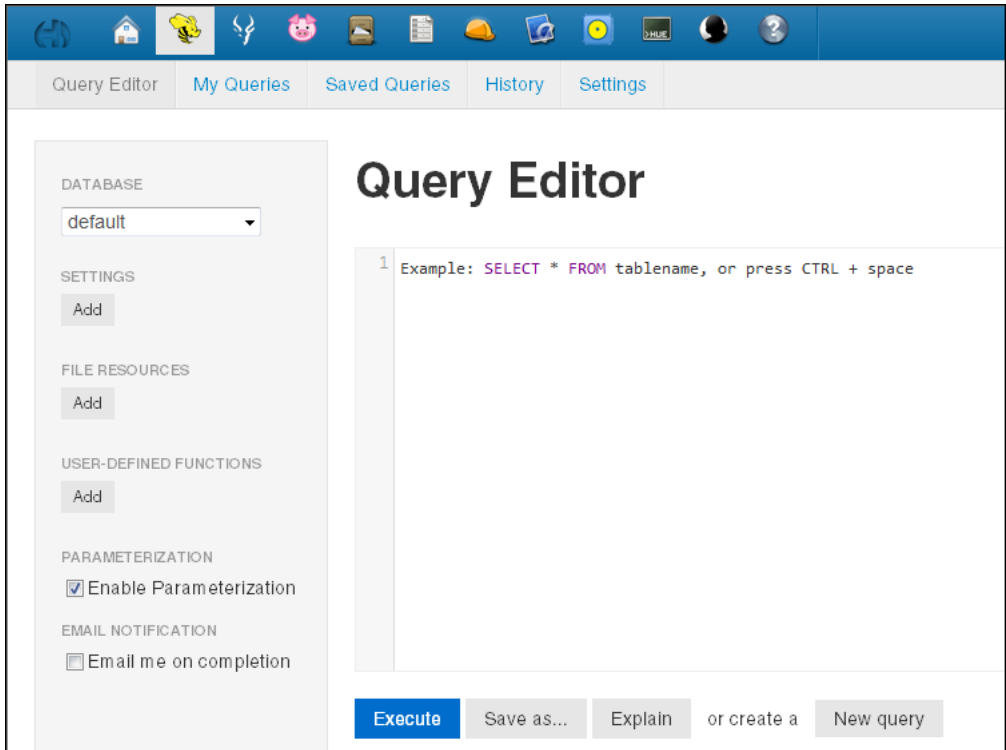 >HUE
?
Query Editor My Queries Saved Queries History Settings
DATABASE
default
SETTINGS
Add
FILE RESOURCES
Add
USER-DEFINED FUNCTIONS
Add
PARAMETERIZATION
Enable Parameterization
EMAIL NOTIFICATION
Email me on completion
Query Editor
1 Example: SELECT * FROM tablename, or press CTRL + space
Execute Save as... Explain or create a New query